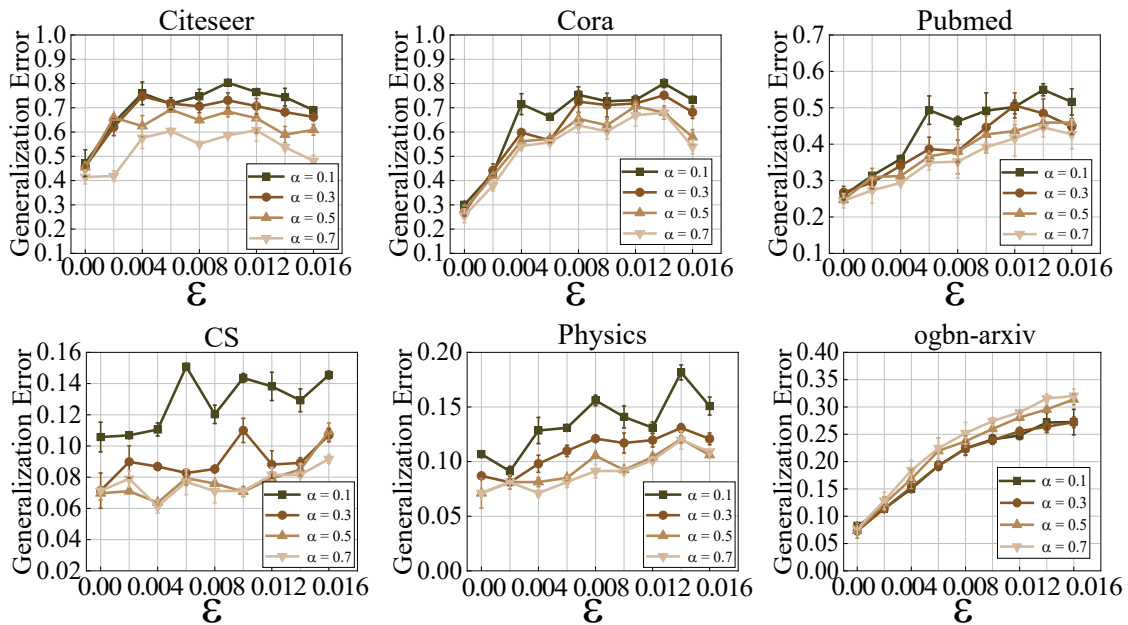 Citeseer
Generalization Error
1.0
0.9
0.8
0.7
0.6
0.5
0.4
0.3
0.2
0.1
α = 0.1
α = 0.3
α = 0.5
α = 0.7
0.00 0.004 0.008 0.012 0.016
ε
Cora
Generalization Error
1.0
0.9
0.8
0.7
0.6
0.5
0.4
0.3
0.2
0.1
α = 0.1
α = 0.3
α = 0.5
α = 0.7
0.00 0.004 0.008 0.012 0.016
ε
Pubmed
Generalization Error
0.7
0.6
0.5
0.4
0.3
0.2
0.1
α = 0.1
α = 0.3
α = 0.5
α = 0.7
0.00 0.004 0.008 0.012 0.016
ε
CS
Generalization Error
0.16
0.14
0.12
0.10
0.08
0.06
0.04
0.02
α = 0.1
α = 0.3
α = 0.5
α = 0.7
0.00 0.004 0.008 0.012 0.016
ε
Physics
Generalization Error
0.20
0.15
0.10
0.05
0.00
α = 0.1
α = 0.3
α = 0.5
α = 0.7
0.00 0.004 0.008 0.012 0.016
ε
ogbn-arxiv
Generalization Error
0.40
0.35
0.30
0.25
0.20
0.15
0.10
0.05
0.00
α = 0.1
α = 0.3
α = 0.5
α = 0.7
0.00 0.004 0.008 0.012 0.016
ε